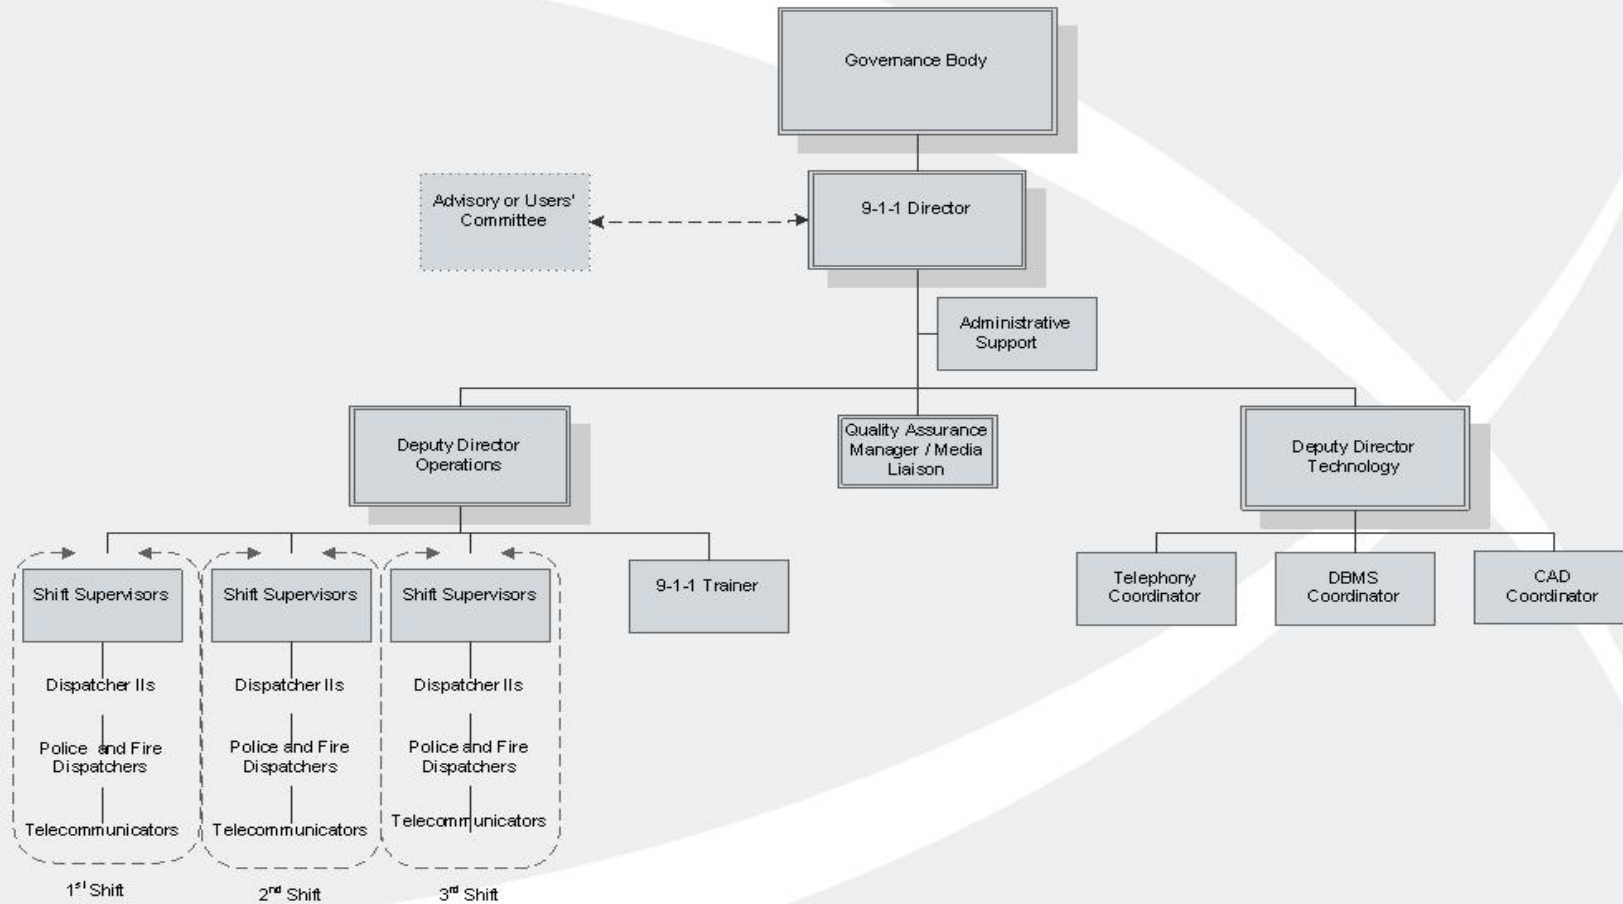 Governance Body
Advisory or Users'
Committee
9-1-1 Director
Administrative
Support
Deputy Director
Operations
Quality Assurance
Manager / Media
Liaison
Deputy Director
Technology
Shift Supervisors
Shift Supervisors
Shift Supervisors
9-1-1 Trainer
Telephony
Coordinator
DBMS
Coordinator
CAD
Coordinator
Dispatcher IIs
Dispatcher IIs
Dispatcher IIs
Police and Fire
Dispatchers
Police and Fire
Dispatchers
Police and Fire
Dispatchers
Telecommunicators
Telecommunicators
Telecommunicators
1st Shift
2nd Shift
3rd Shift